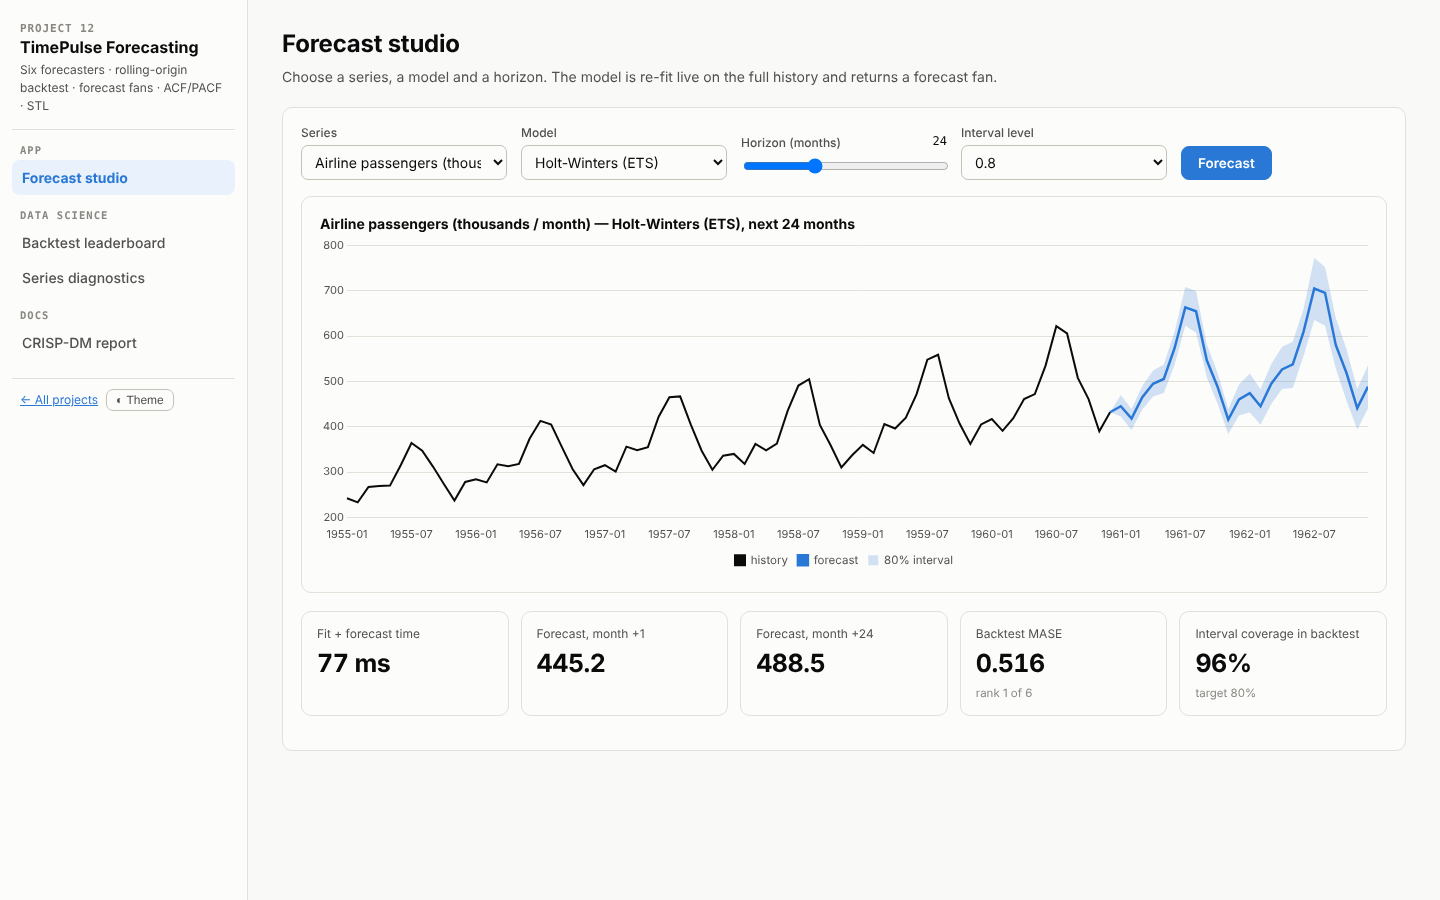 PROJECT 12
TimePulse Forecasting
Six forecasters · rolling-origin
backtest · forecast fans · ACF/PACF
· STL
APP
Forecast studio
DATA SCIENCE
Backtest leaderboard
Series diagnostics
DOCS
CRISP-DM report
← All projects
Theme
Forecast studio
Choose a series, a model and a horizon. The model is re-fit live on the full history and returns a forecast fan.
Series
Airline passengers (thous
Model
Holt-Winters (ETS)
Horizon (months)
24
Interval level
0.8
Forecast
Airline passengers (thousands / month) — Holt-Winters (ETS), next 24 months
800
700
600
500
400
300
200
1955-01 1955-07 1956-01 1956-07 1957-01 1957-07 1958-01 1958-07 1959-01 1959-07 1960-01 1960-07 1961-01 1961-07 1962-01 1962-07
history forecast 80% interval
Fit + forecast time
77 ms
Forecast, month +1
445.2
Forecast, month +24
488.5
Backtest MASE
0.516
rank 1 of 6
Interval coverage in backtest
96%
target 80%